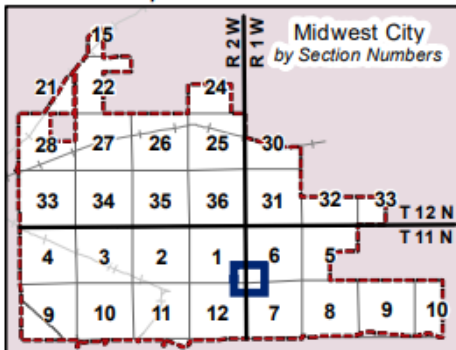 Midwest City
by Section Numbers
R 2 W
R 1 W
15
21 22 24
28 27 26 25 30
33 34 35 36 31 32 33
T 12 N
T 11 N
4 3 2 1 6 5
9 10 11 12 7 8 9 10